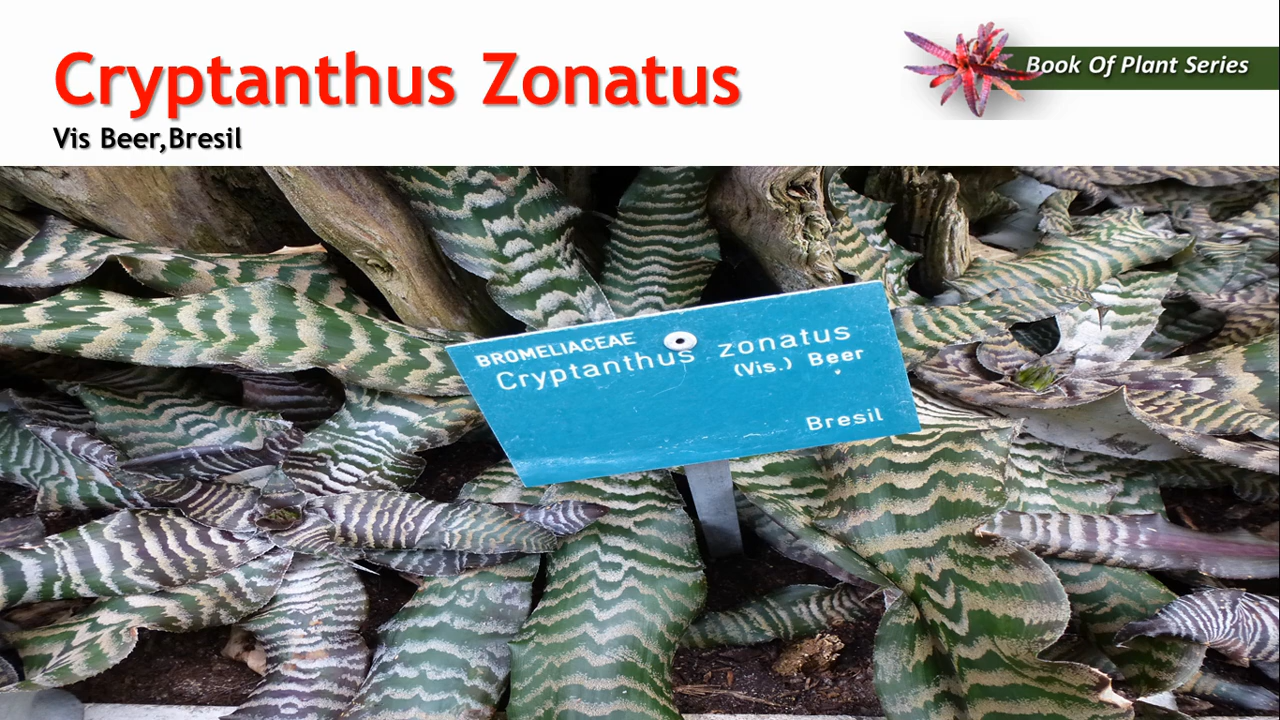 Cryptanthus Zonatus
Book Of Plant Series
Vis Beer,Bresil
BROMELIACEAE
Cryptanthus zonatus
(Vis.) Beer
Bresil